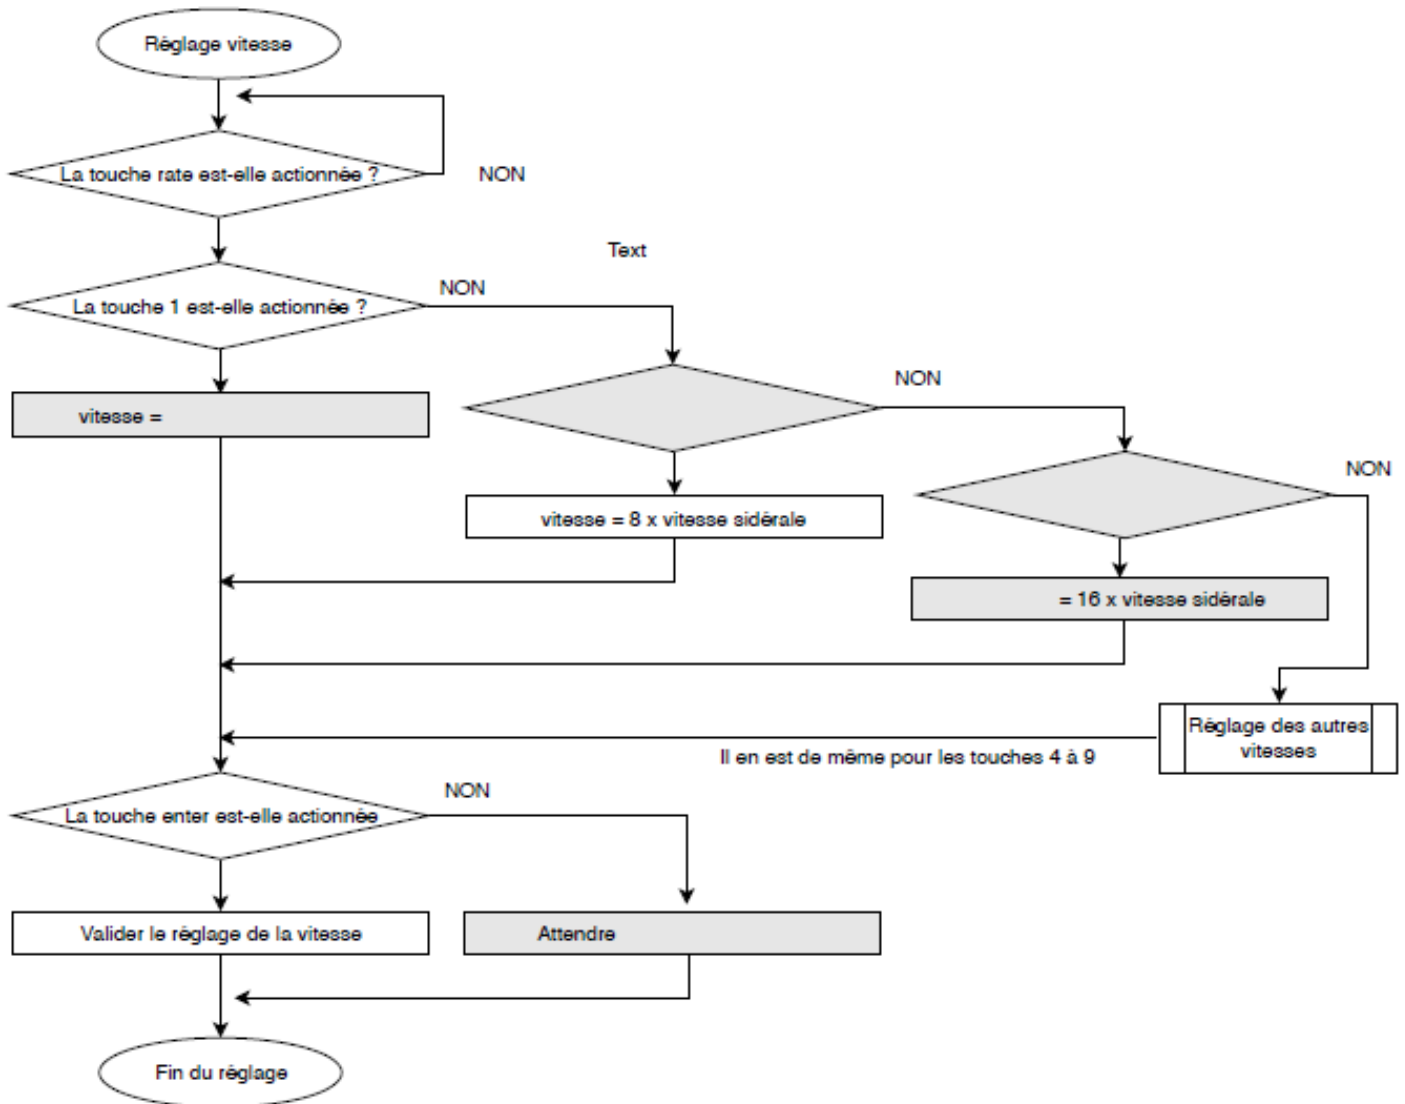 Réglage vitesse
La touche rate est-elle actionnée ?
NON
Text
La touche 1 est-elle actionnée ?
NON
NON
vitesse =
NON
vitesse = 8 x vitesse sidérale
= 16 x vitesse sidérale
Réglage des autres
vitesses
Il en est de même pour les touches 4 à 9
NON
La touche enter est-elle actionnée
Valider le réglage de la vitesse
Attendre
Fin du réglage